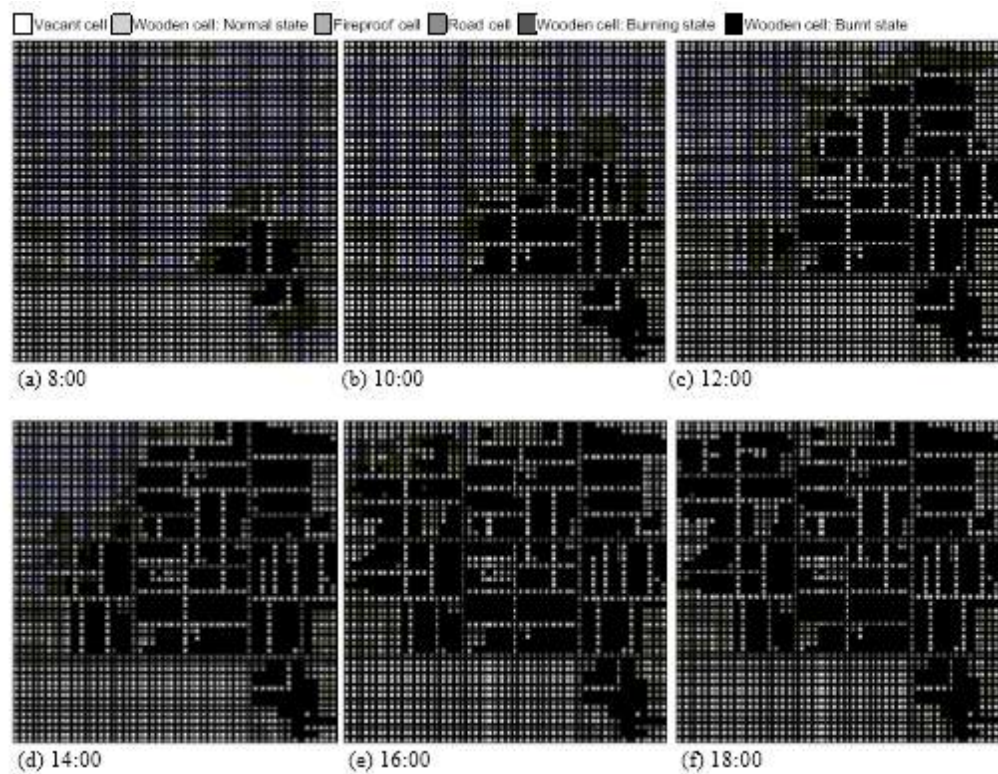 Vacant cell Wooden cell: Normal state Fireproof cell Road cell Wooden cell: Burning state Wooden cell: Burnt state
(a) 8:00 (b) 10:00 (c) 12:00
(d) 14:00 (e) 16:00 (f) 18:00